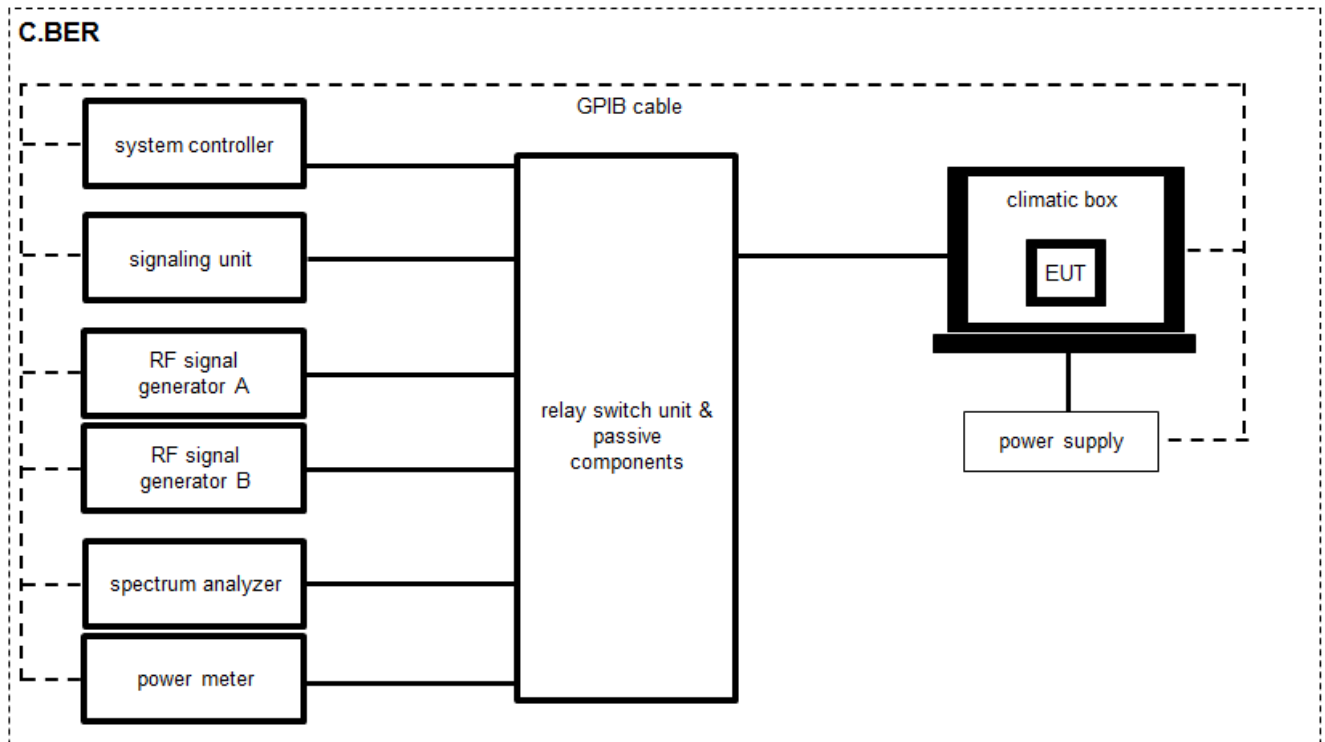 C.BER
GPIB cable
system controller
signaling unit
RF signal
generator A
RF signal
generator B
spectrum analyzer
power meter
relay switch unit &
passive
components
climatic box
EUT
power supply